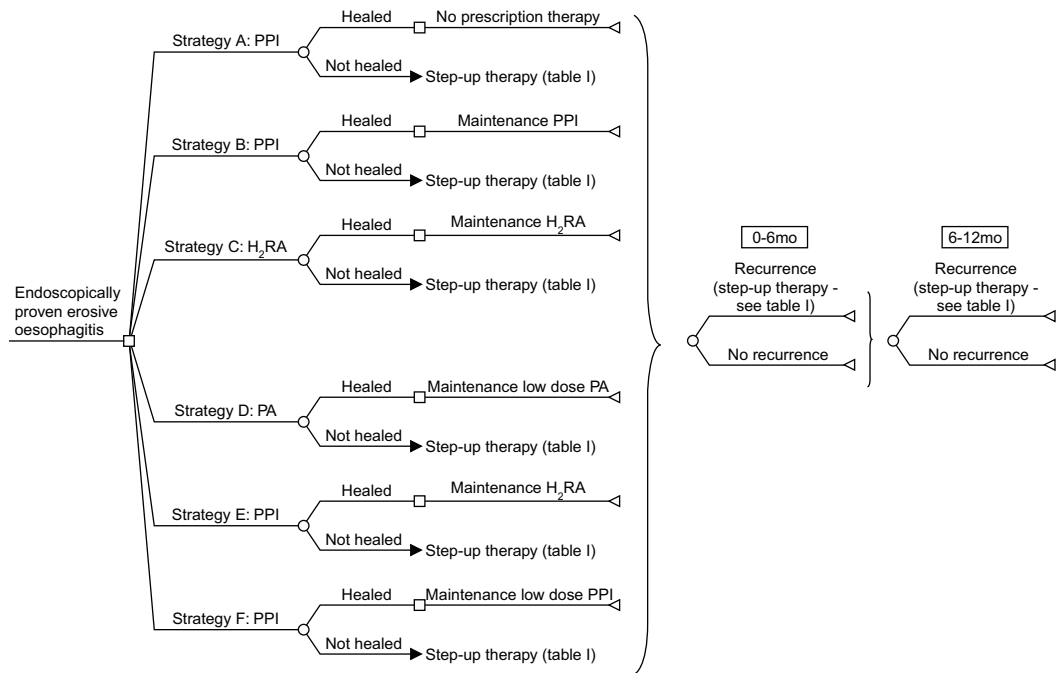 Healed
No prescription therapy
Strategy A: PPI
Not healed
Step-up therapy (table I)
Healed
Maintenance PPI
Strategy B: PPI
Not healed
Step-up therapy (table I)
Healed
Maintenance H₂RA
Strategy C: H₂RA
Not healed
Step-up therapy (table I)
Endoscopically
proven erosive
oesophagitis
Healed
Maintenance low dose PA
Strategy D: PA
Not healed
Step-up therapy (table I)
Healed
Maintenance H₂RA
Strategy E: PPI
Not healed
Step-up therapy (table I)
Healed
Maintenance low dose PPI
Strategy F: PPI
Not healed
Step-up therapy (table I)
0-6mo
Recurrence
(step-up therapy -
see table I)
No recurrence
6-12mo
Recurrence
(step-up therapy -
see table I)
No recurrence